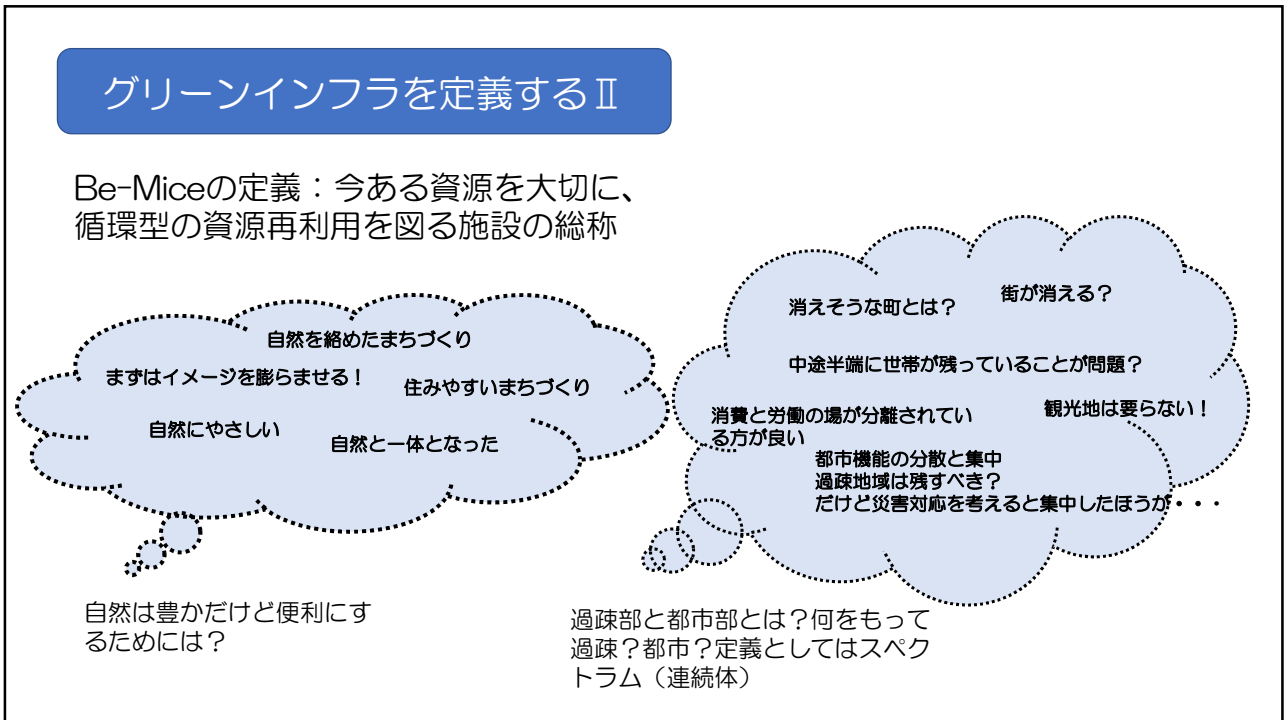 グリーンインフラを定義するⅡ
Be-Miceの定義：今ある資源を大切に、
循環型の資源再利用を図る施設の総称
自然を絡めたまちづくり
まずはイメージを膨らませる！
住みやすいまちづくり
自然にやさしい
自然と一体となった
自然は豊かだけど便利にす
るためには？
街が消える？
消えそうな町とは？
中途半端に世帯が残っていることが問題？
観光地は要らない！
消費と労働の場が分離されてい
る方が良い
都市機能の分散と集中
過疎地域は残すべき？
だけど災害対応を考えると集中したほうが・・・
過疎部と都市部とは？何をもって
過疎？都市？定義としてはスペク
トラム（連続体）